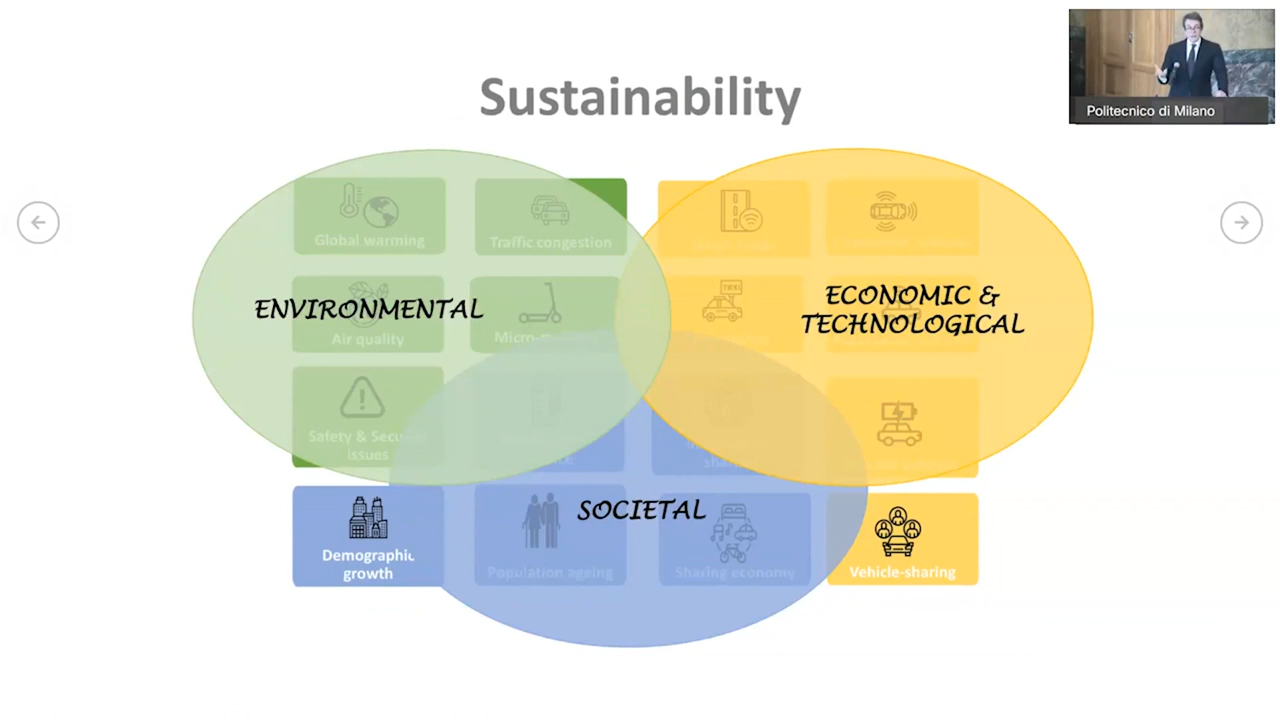 Sustainability
Politecnico di Milano
Global warming
Traffic congestion
ENVIRONMENTAL
ECONOMIC &
TECHNOLOGICAL
Air quality
Safety &
issues
Demographic
growth
SOCIETAL
Population ageing
Sharing economy
Vehicle-sharing